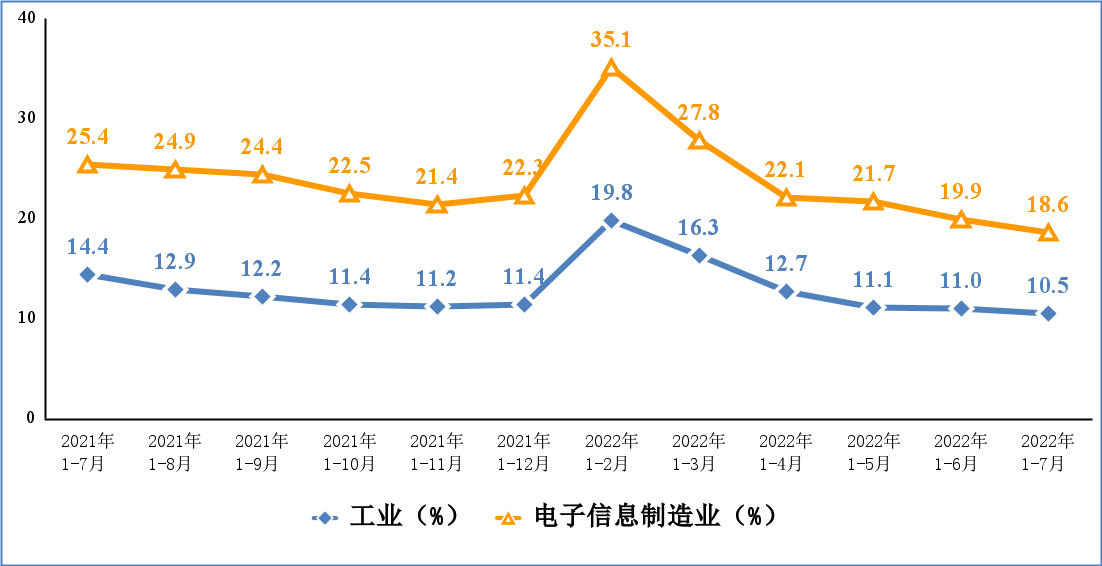 40
30
20
10
0
25.4
24.9
24.4
22.5
21.4
22.3
35.1
27.8
22.1
21.7
19.9
18.6
14.4
12.9
12.2
11.4
11.2
11.4
19.8
16.3
12.7
11.1
11.0
10.5
2021年
1-7月
2021年
1-8月
2021年
1-9月
2021年
1-10月
2021年
1-11月
2021年
1-12月
2022年
1-2月
2022年
1-3月
2022年
1-4月
2022年
1-5月
2022年
1-6月
2022年
1-7月
工业（%）
电子信息制造业（%）